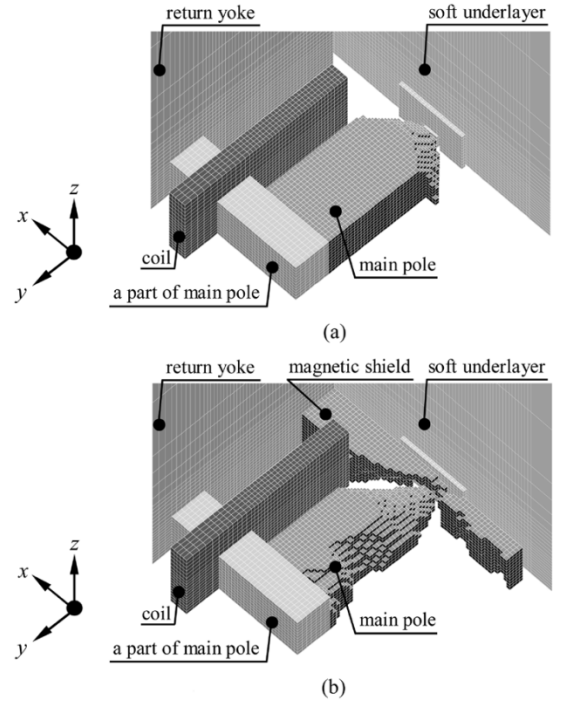 return yoke
soft underlayer
z
x
y
coil
main pole
a part of main pole
(a)
magnetic shield
return yoke
soft underlayer
z
x
y
coil
main pole
a part of main pole
(b)